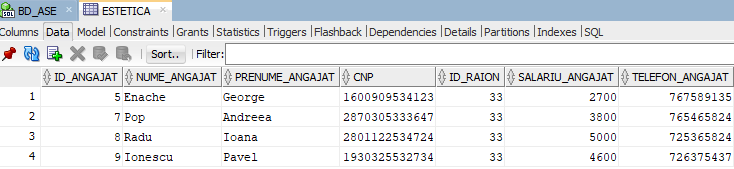 SQL BD_ASE ESTETICA
Columns Data Model Constraints Grants Statistics Triggers Flashback Dependencies Details Partitions Indexes SQL
Sort.. Filter:
ID_ANGAJAT NUME_ANGAJAT PRENUME_ANGAJAT CNP ID_RAION SALARIU_ANGAJAT TELEFON_ANGAJAT
1 5 Enache George 1600909534123 33 2700 767589135
2 7 Pop Andreea 2870305333647 33 3800 765465824
3 8 Radu Ioana 2801122534724 33 5000 725365824
4 9 Ionescu Pavel 1930325532734 33 4600 726375437